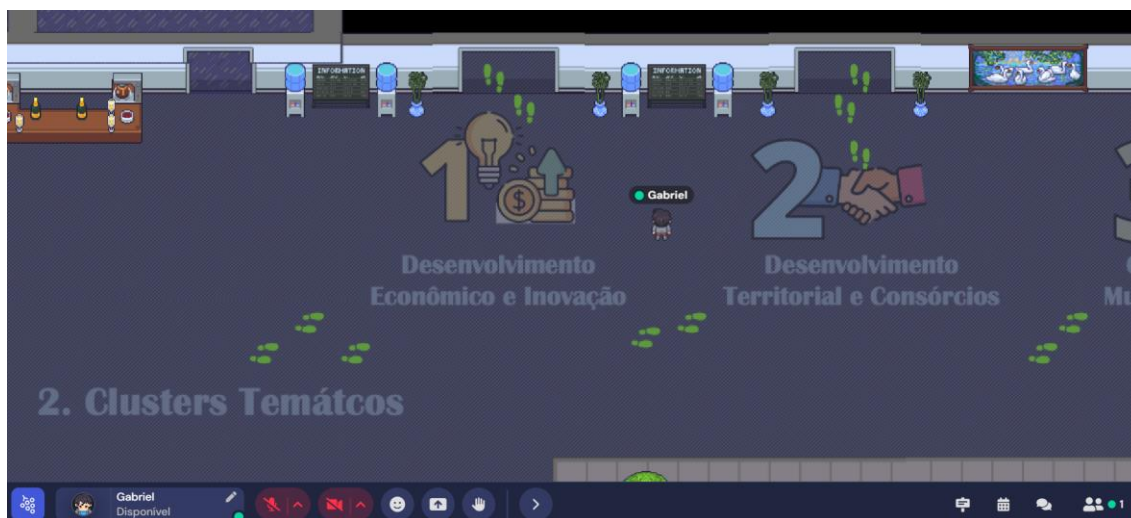 INFORMATION
INFORMATION
1
2
Gabriel
Desenvolvimento
Econômico e Inovação
Desenvolvimento
Territorial e Consórcios
2. Clusters Temátcos
Gabriel
Disponível
1